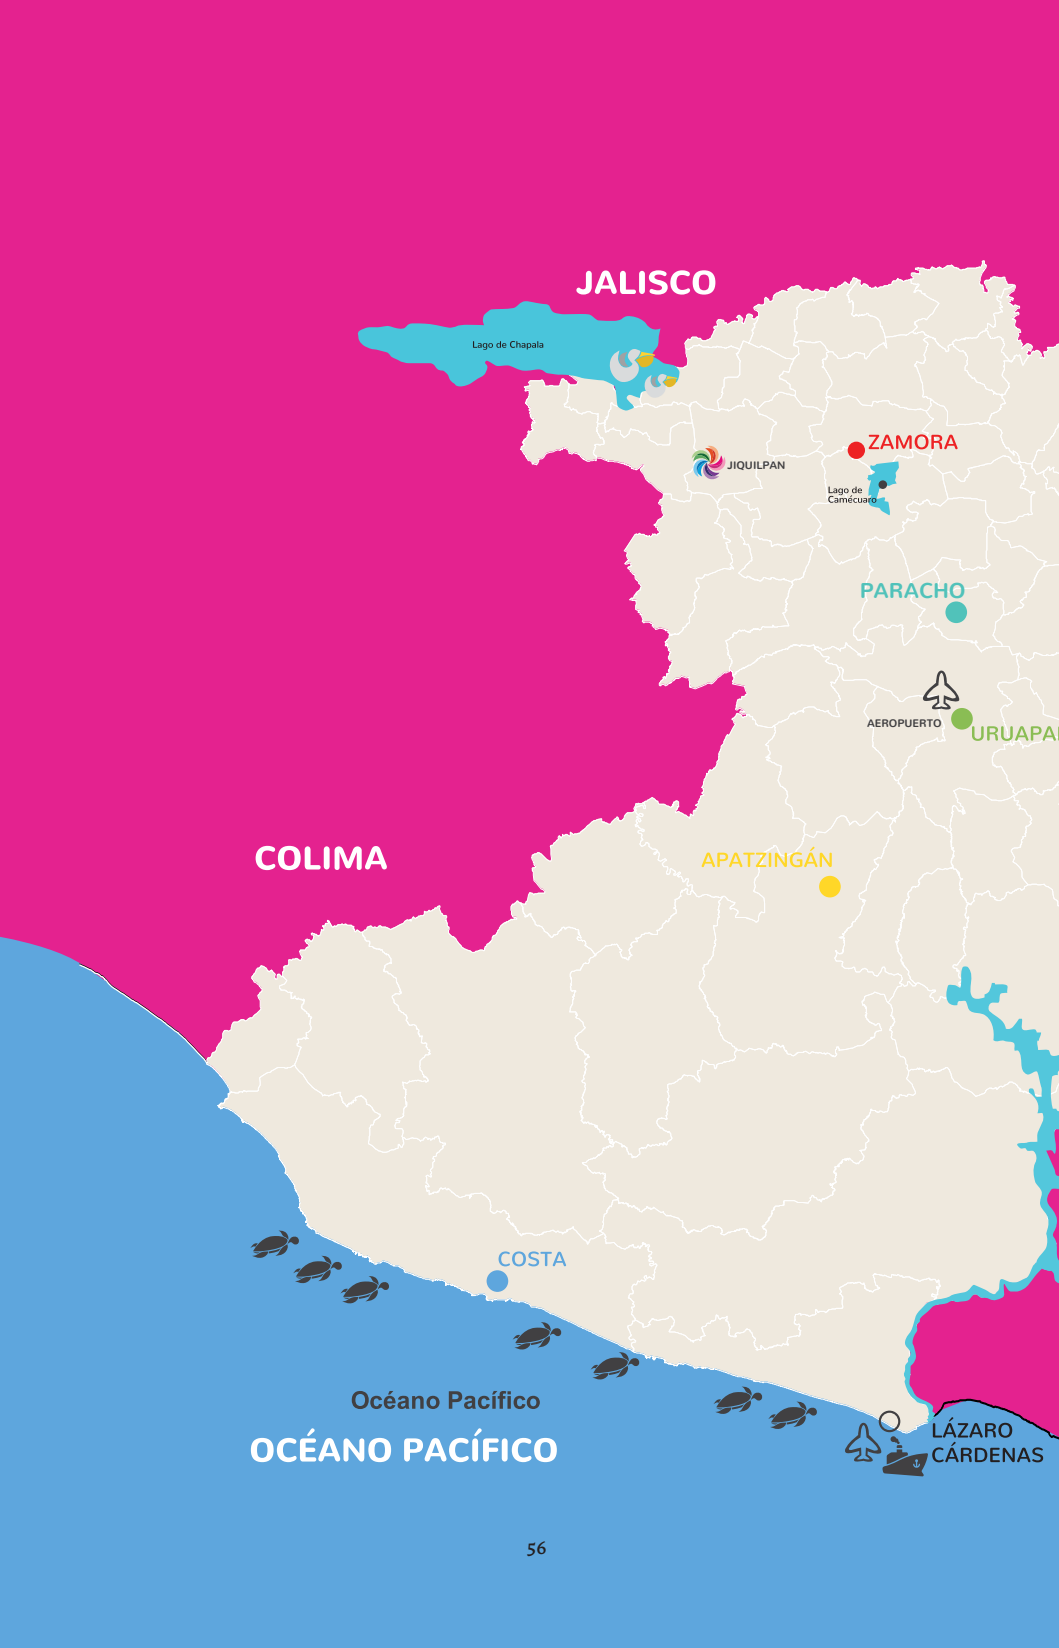 JALISCO
Lago de Chapala
ZAMORA
JIQUILPAN
Lago de
Camécuaro
PARACHO
AEROPUERTO
URUAPA
COLIMA
APATZINGÁN
COSTA
Océano Pacífico
OCÉANO PACÍFICO
LÁZARO
CÁRDENAS
56